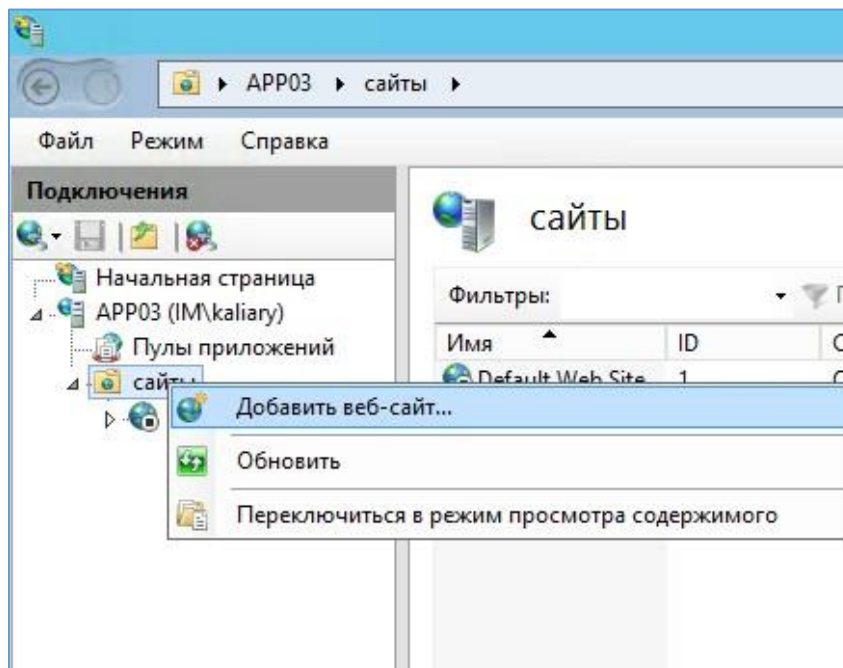 APP03 сайты
Файл Режим Справка
Подключения
Начальная страница
APP03 (IM\kaliary)
Пулы приложений
сайты
сайты
Фильтры:
Имя ID
Default Web Site 1
Добавить веб-сайт...
Обновить
Переключиться в режим просмотра содержимого